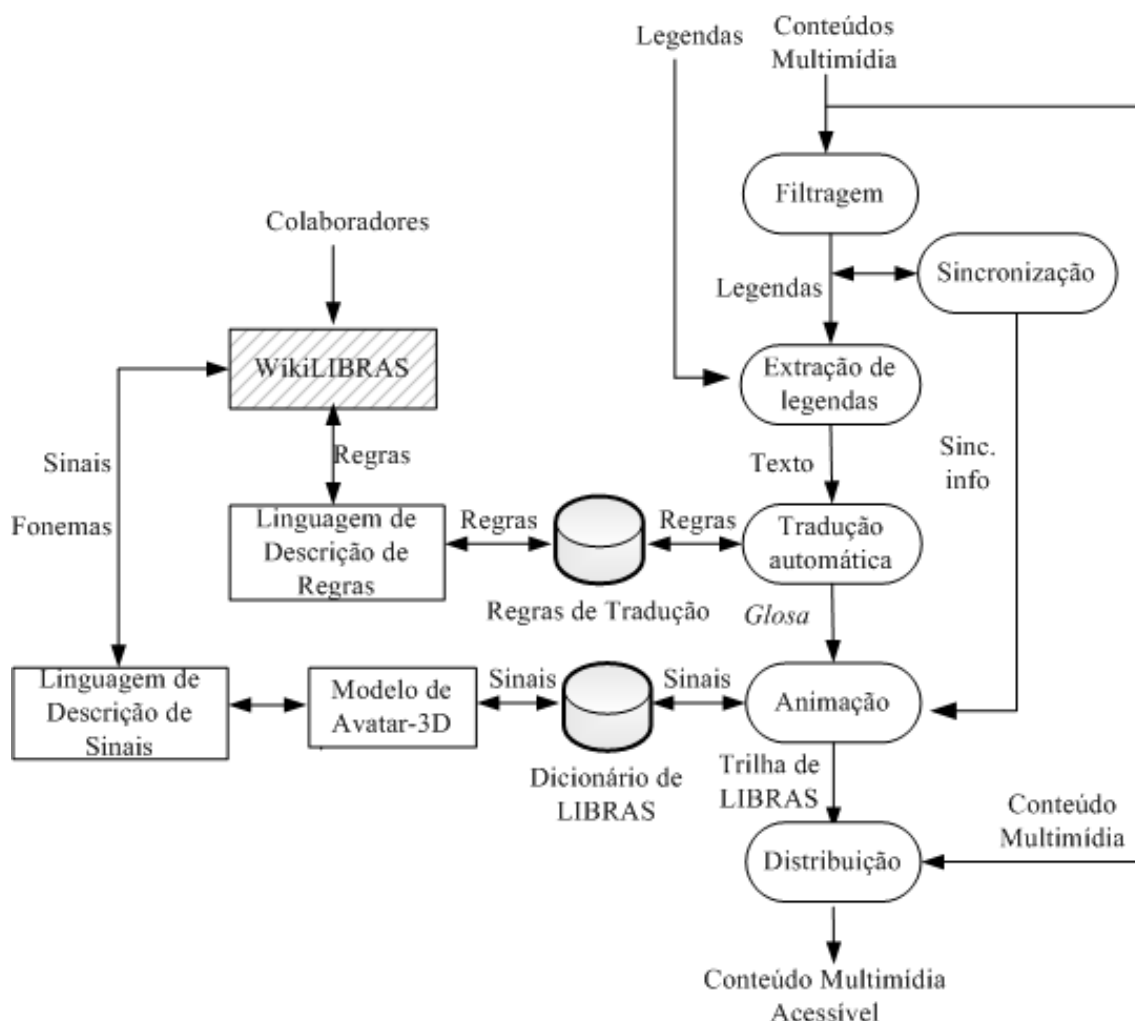 Legendas
Conteúdos
Multimídia
Filtragem
Colaboradores
Sincronização
Legendas
WikiLIBRAS
Extração de
legendas
Sinais
Regras
Texto
Sinc.
info
Fonemas
Linguagem de
Descrição de
Regras
Regras
Regras
Tradução
automática
Regras de Tradução
Glosa
Linguagem de
Descrição de
Sinais
Modelo de
Avatar-3D
Sinais
Sinais
Animação
Dicionário de
LIBRAS
Trilha de
LIBRAS
Conteúdo
Multimídia
Distribuição
Conteúdo Multimídia
Acessível